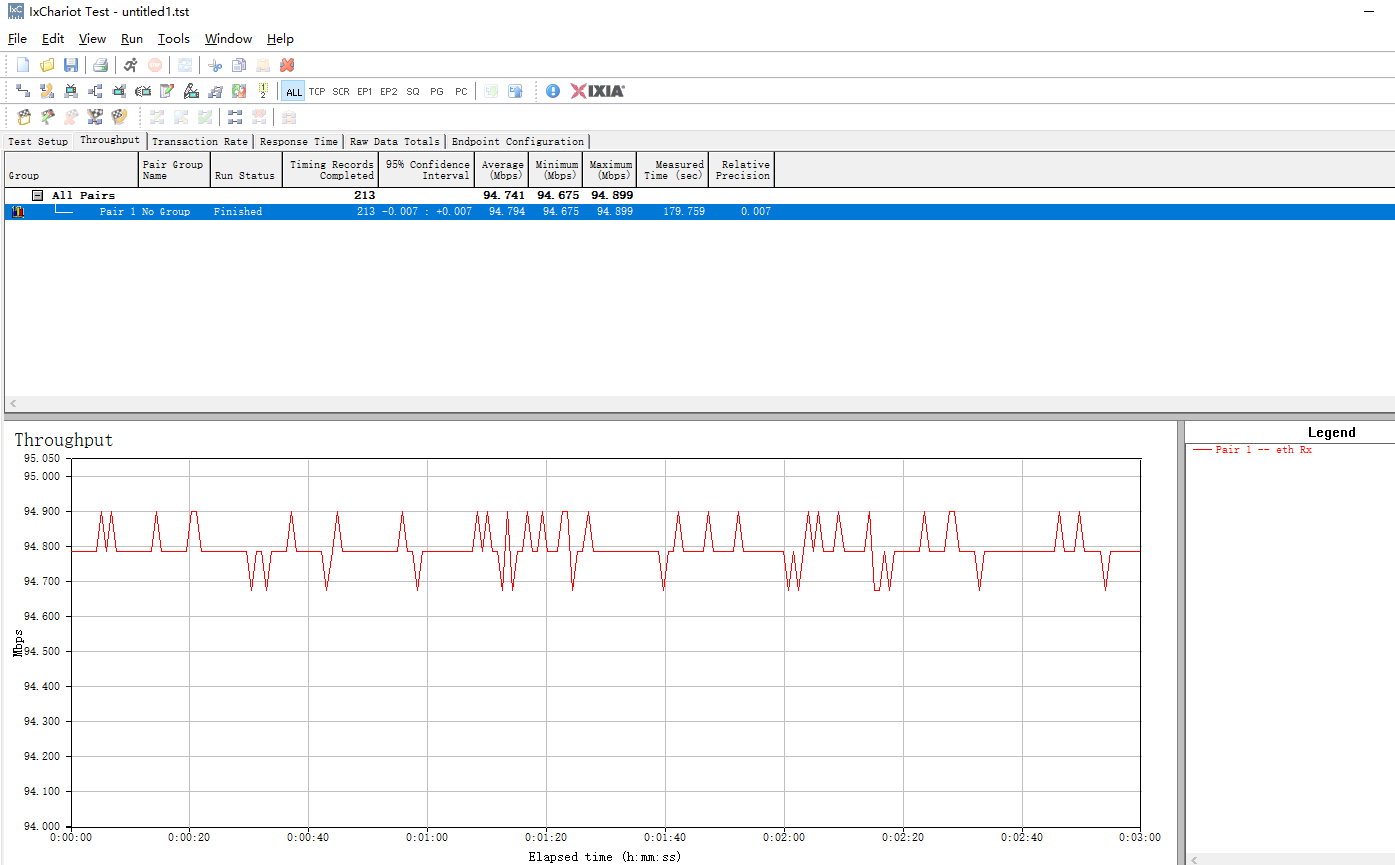 IxC IxChariot Test - untitled1.tst
File Edit View Run Tools Window Help
ALL TCP SCR EP1 EP2 SQ PG PC IXIA
Test Setup Throughput Transaction Rate Response Time Raw Data Totals Endpoint Configuration
Group Pair Group Name Run Status Timing Records Completed 95% Confidence Interval Average (Mbps) Minimum (Mbps) Maximum (Mbps) Measured Time (sec) Relative Precision
All Pairs 213 94.741 94.675 94.899
Pair 1 No Group Finished 213 -0.007 : +0.007 94.794 94.675 94.899 179.759 0.007
Throughput
Legend
Pair 1 -- eth Rx
95.050
95.000
94.900
94.800
94.700
94.600
94.500
94.400
94.300
94.200
94.100
94.000
Mbps
0:00:00 0:00:20 0:00:40 0:01:00 0:01:20 0:01:40 0:02:00 0:02:20 0:02:40 0:03:00
Elapsed time (h:mm:ss)